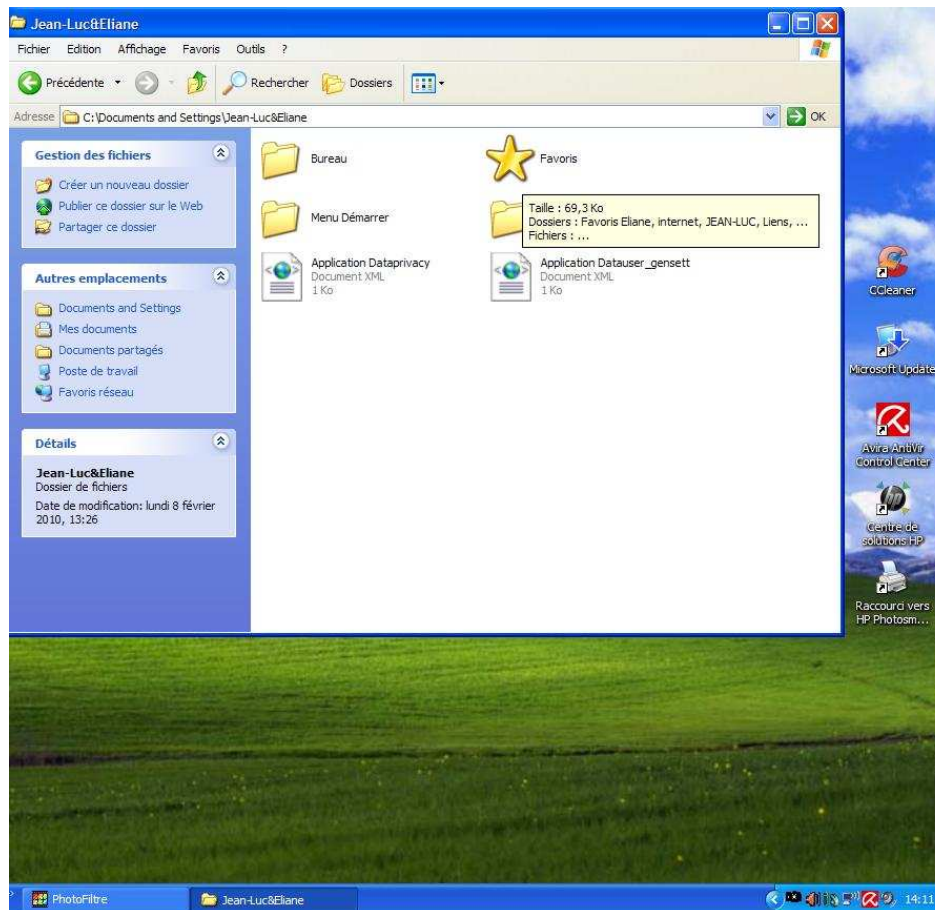 Jean-Luc&Eliane
Fichier Edition Affichage Favoris Outils ?
Précédente Rechercher Dossiers
Adresse C:\Documents and Settings\Jean-Luc&Eliane OK
Gestion des fichiers
Créer un nouveau dossier
Publier ce dossier sur le Web
Partager ce dossier
Autres emplacements
Documents and Settings
Mes documents
Documents partagés
Poste de travail
Favoris réseau
Détails
Jean-Luc&Eliane
Dossier de fichiers
Date de modification: lundi 8 février
2010, 13:26
Bureau
Favoris
Menu Démarrer
Taille : 69,3 Ko
Dossiers : Favoris Eliane, internet, JEAN-LUC, Liens, ...
Fichiers : ...
Application Dataprivacy
Document XML
1 Ko
Application Datauser_gensett
Document XML
1 Ko
CCleaner
Microsoft Update
Avira AntiVir
Control Center
Centre de
solutions HP
Raccourci vers
HP Photosm...
PhotoFiltre
Jean-Luc&Eliane
14:11